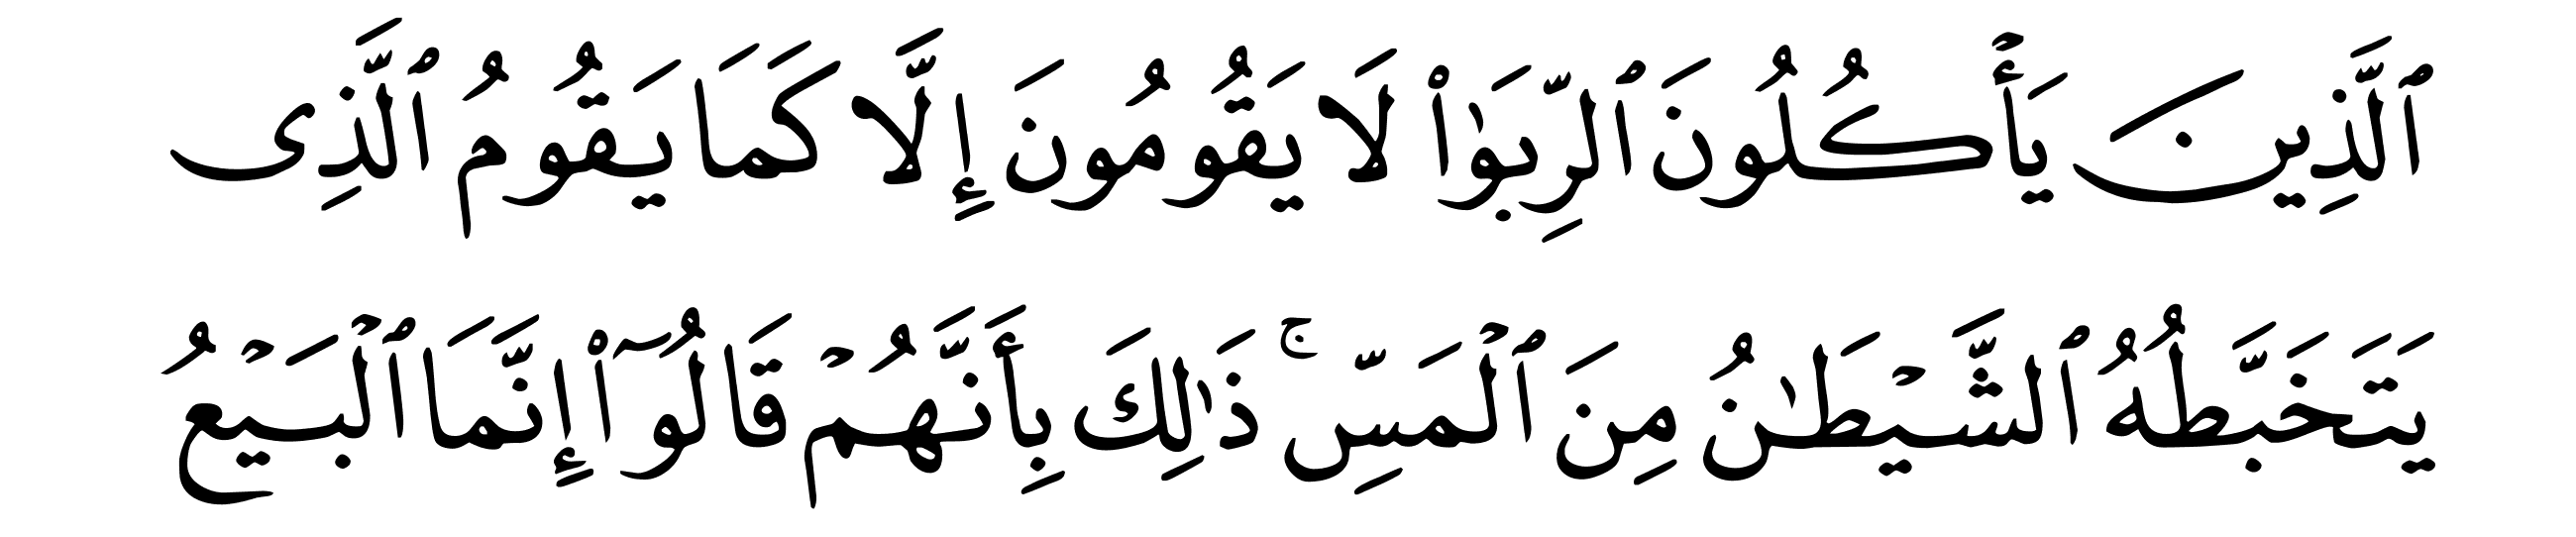 ٱلَّذِينَ يَأۡكُلُونَ ٱلرِّبَوٰاْ لَا يَقُومُونَ إِلَّا كَمَا يَقُومُ ٱلَّذِى
يَتَخَبَّطُهُ ٱلشَّيۡطَـٰنُ مِنَ ٱلۡمَسِّۚ ذَٰلِكَ بِأَنَّهُمۡ قَالُوٓاْ إِنَّمَا ٱلۡبَيۡعُ